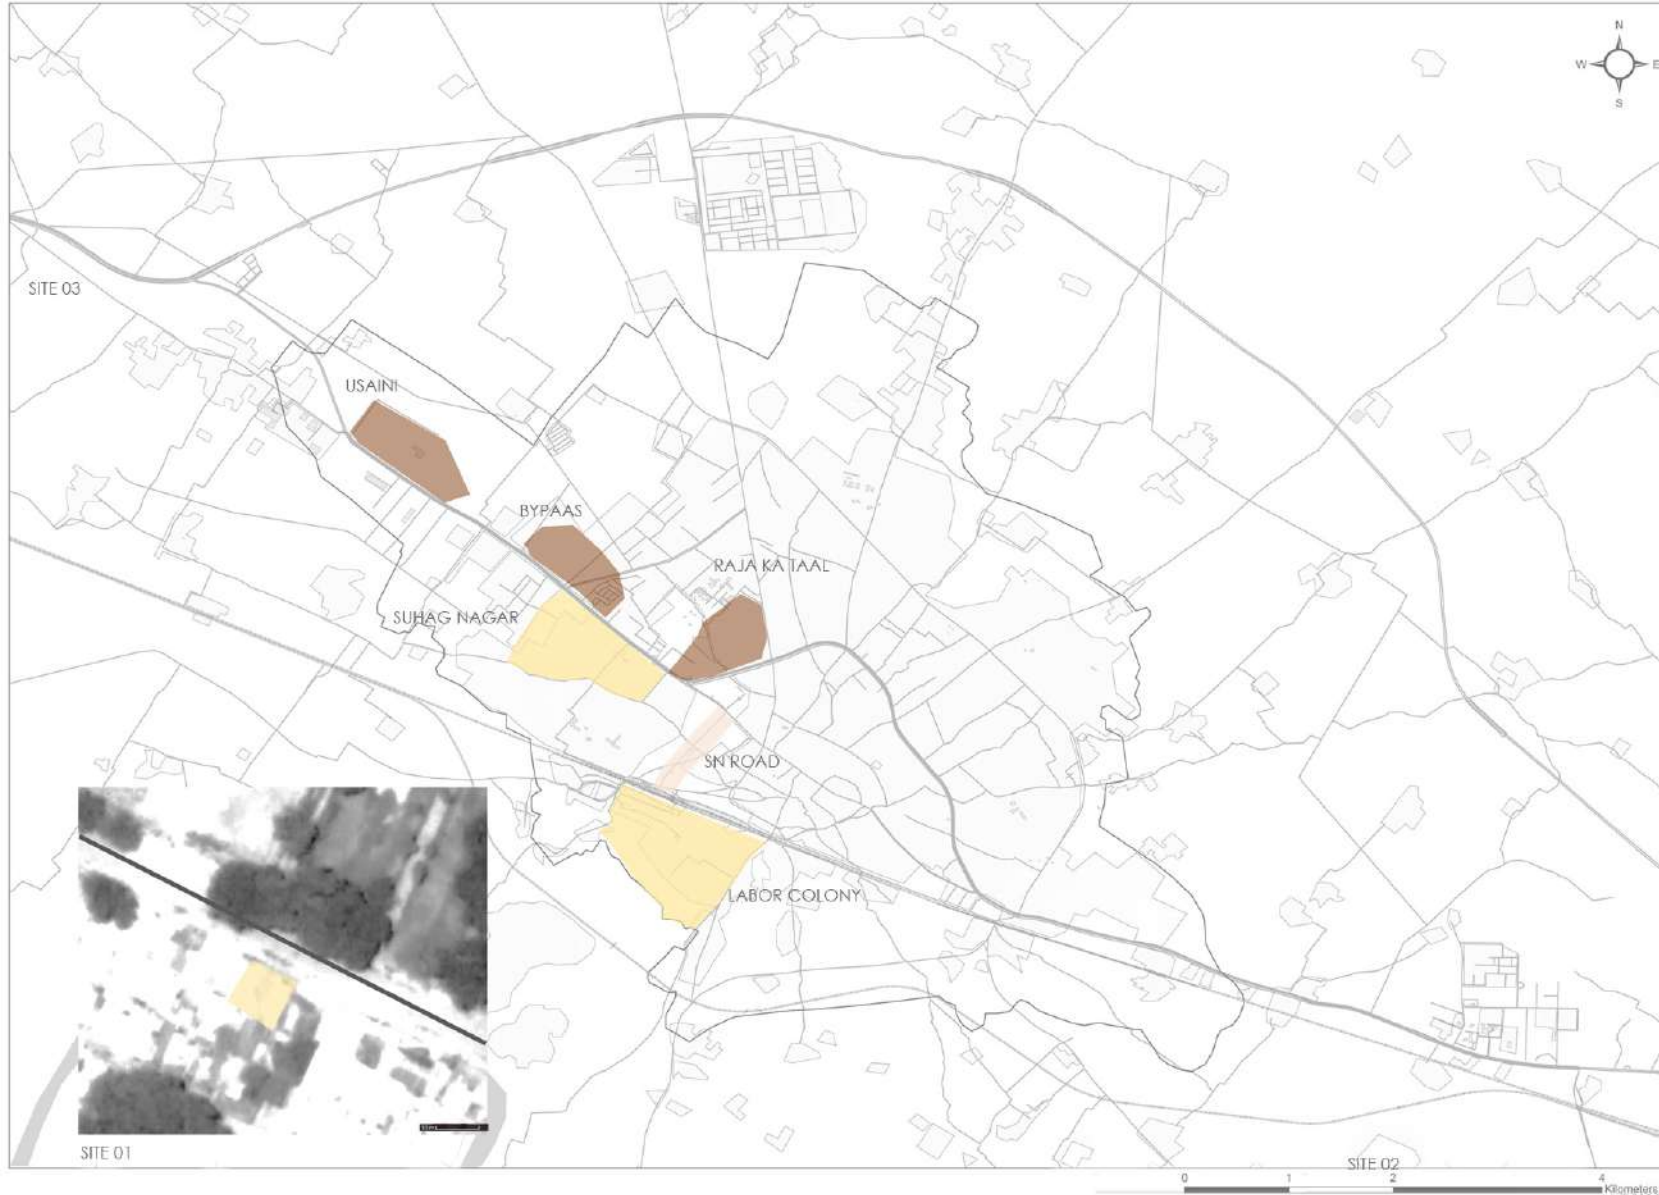 N
W E
S
SITE 03
USAINI
BYPAAS
RAJA KA TAAL
SUHAG NAGAR
SN ROAD
LABOR COLONY
SITE 01
SITE 02
0 1 2 4
Kilometers